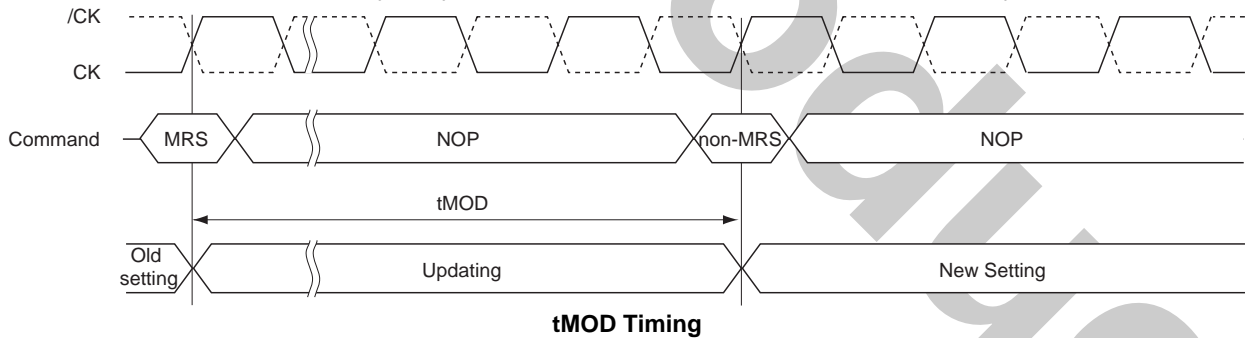 /CK
CK
Command
MRS
NOP
non-MRS
NOP
tMOD
Old
setting
Updating
New Setting
tMOD Timing